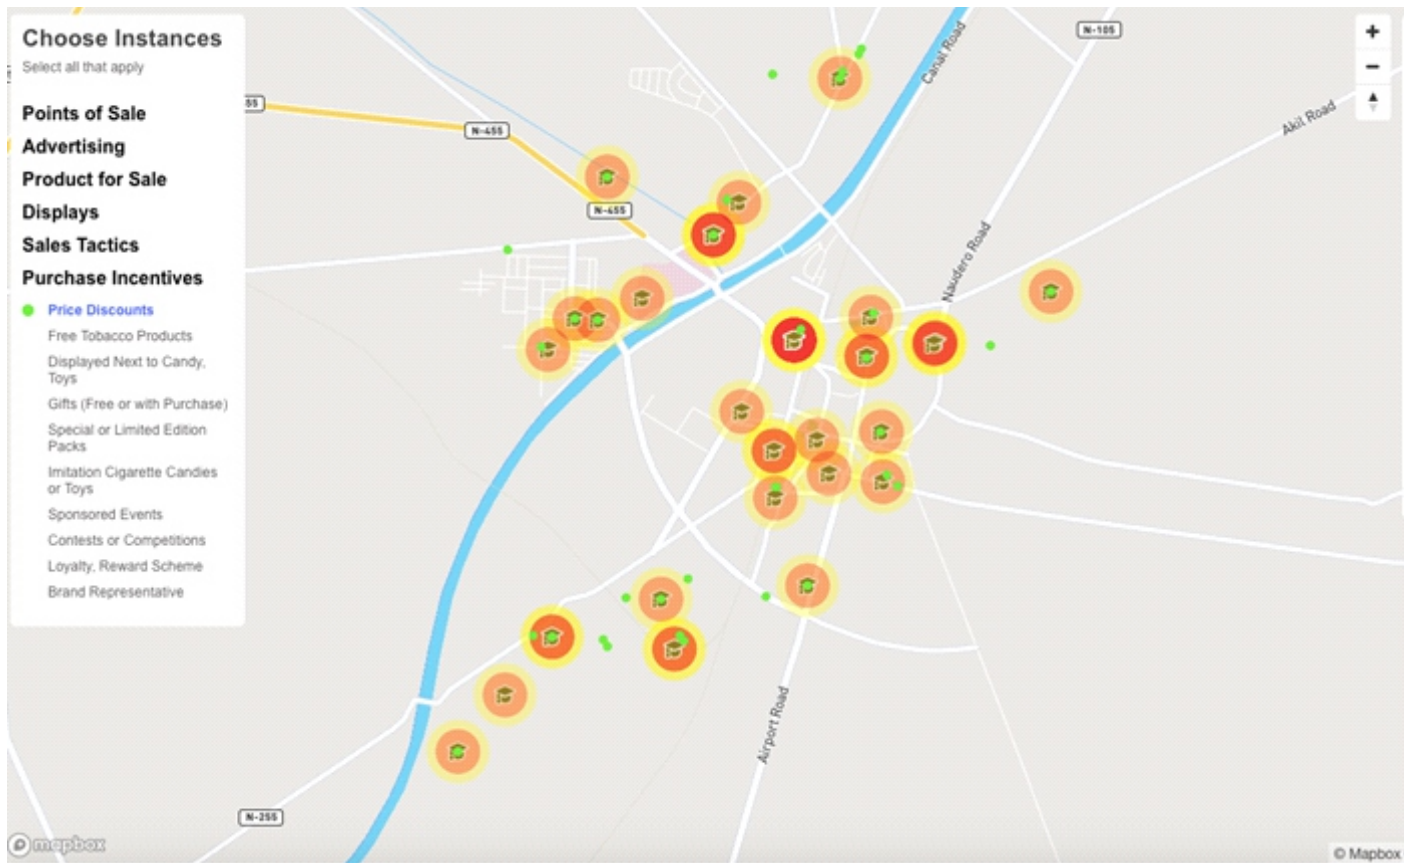 Choose Instances
Select all that apply
Points of Sale
Advertising
Product for Sale
Displays
Sales Tactics
Purchase Incentives
Price Discounts
Free Tobacco Products
Displayed Next to Candy,
Toys
Gifts (Free or with Purchase)
Special or Limited Edition
Packs
Imitation Cigarette Candies
or Toys
Sponsored Events
Contests or Competitions
Loyalty, Reward Scheme
Brand Representative
55
N-455
N-455
Canal Road
N-105
Akil Road
Naudero Road
Airport Road
N-255
mapbox
© Mapbox
+
−